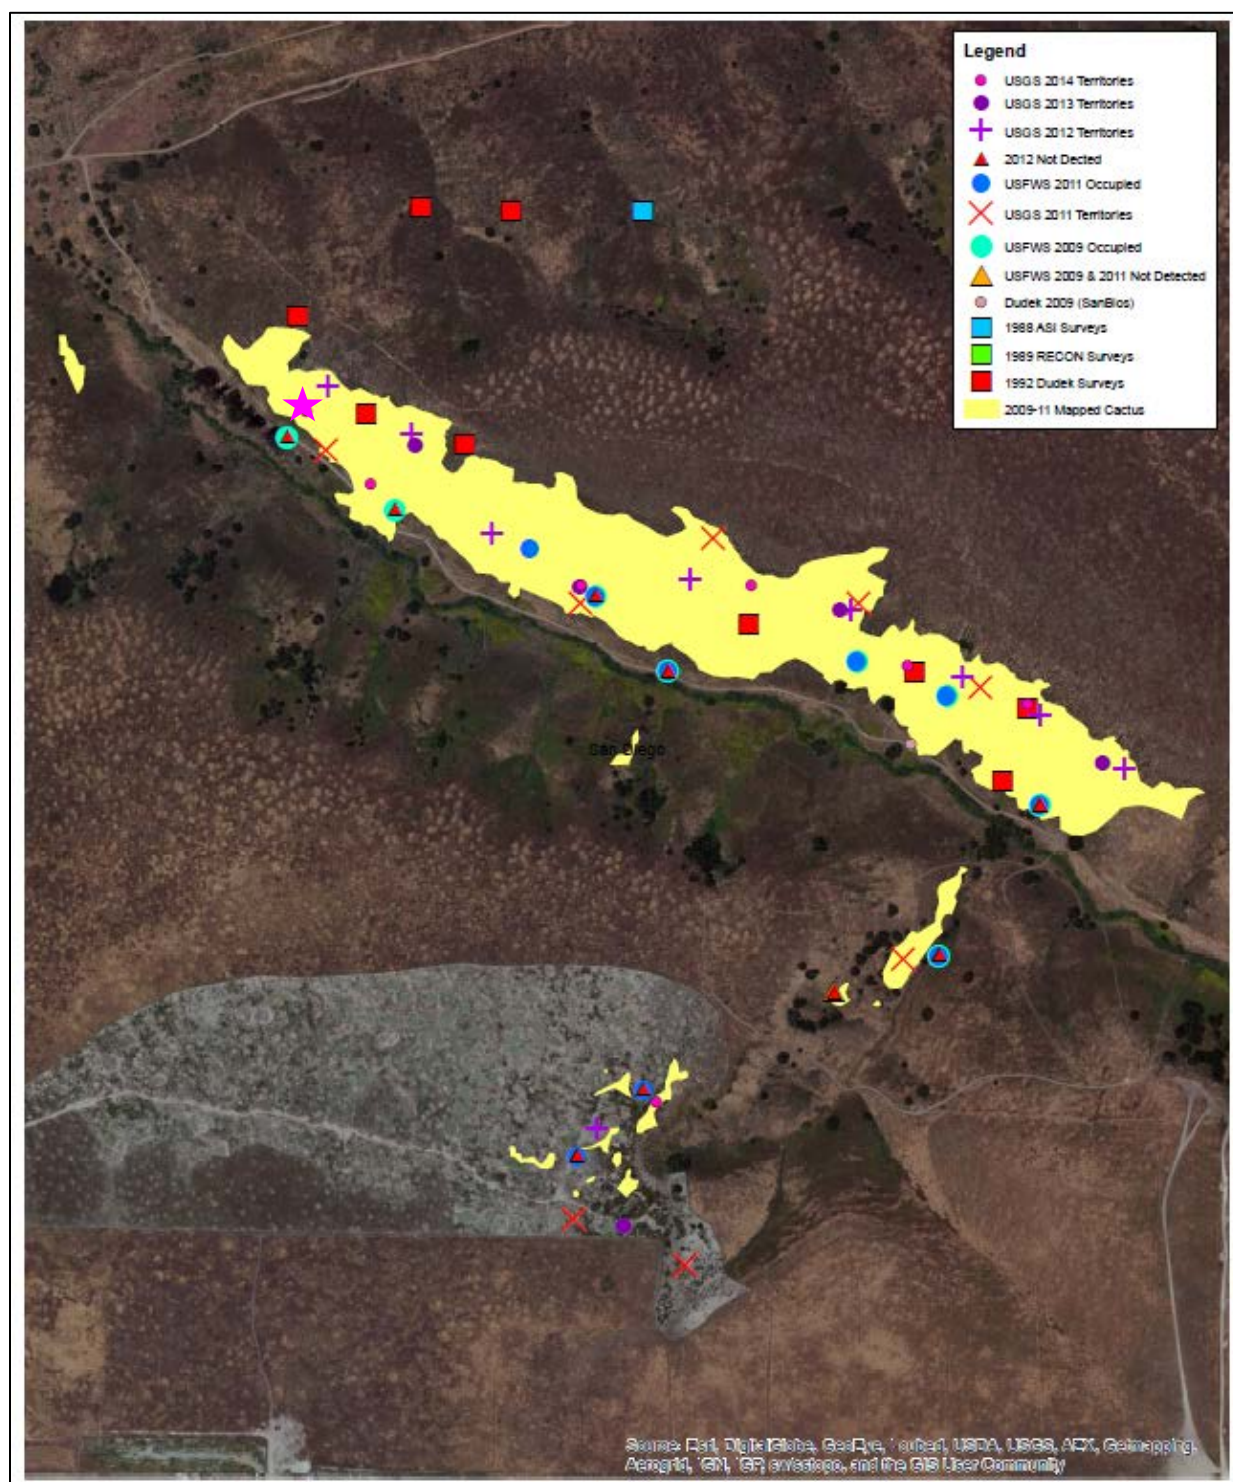 Legend
USGS 2014 Territories
USGS 2013 Territories
USGS 2012 Territories
2012 Not Dected
USFWS 2011 Occupied
USGS 2011 Territories
USFWS 2009 Occupied
USFWS 2009 & 2011 Not Detected
Dudek 2009 (SanBios)
1988 ASI Surveys
1989 RECON Surveys
1992 Dudek Surveys
2009-11 Mapped Cactus
San Diego
Source: Esri, DigitalGlobe, GeoEye, i-cubed, USDA, USGS, AEX, Getmapping,
Aerogrid, IGN, IGP, swisstopo, and the GIS User Community